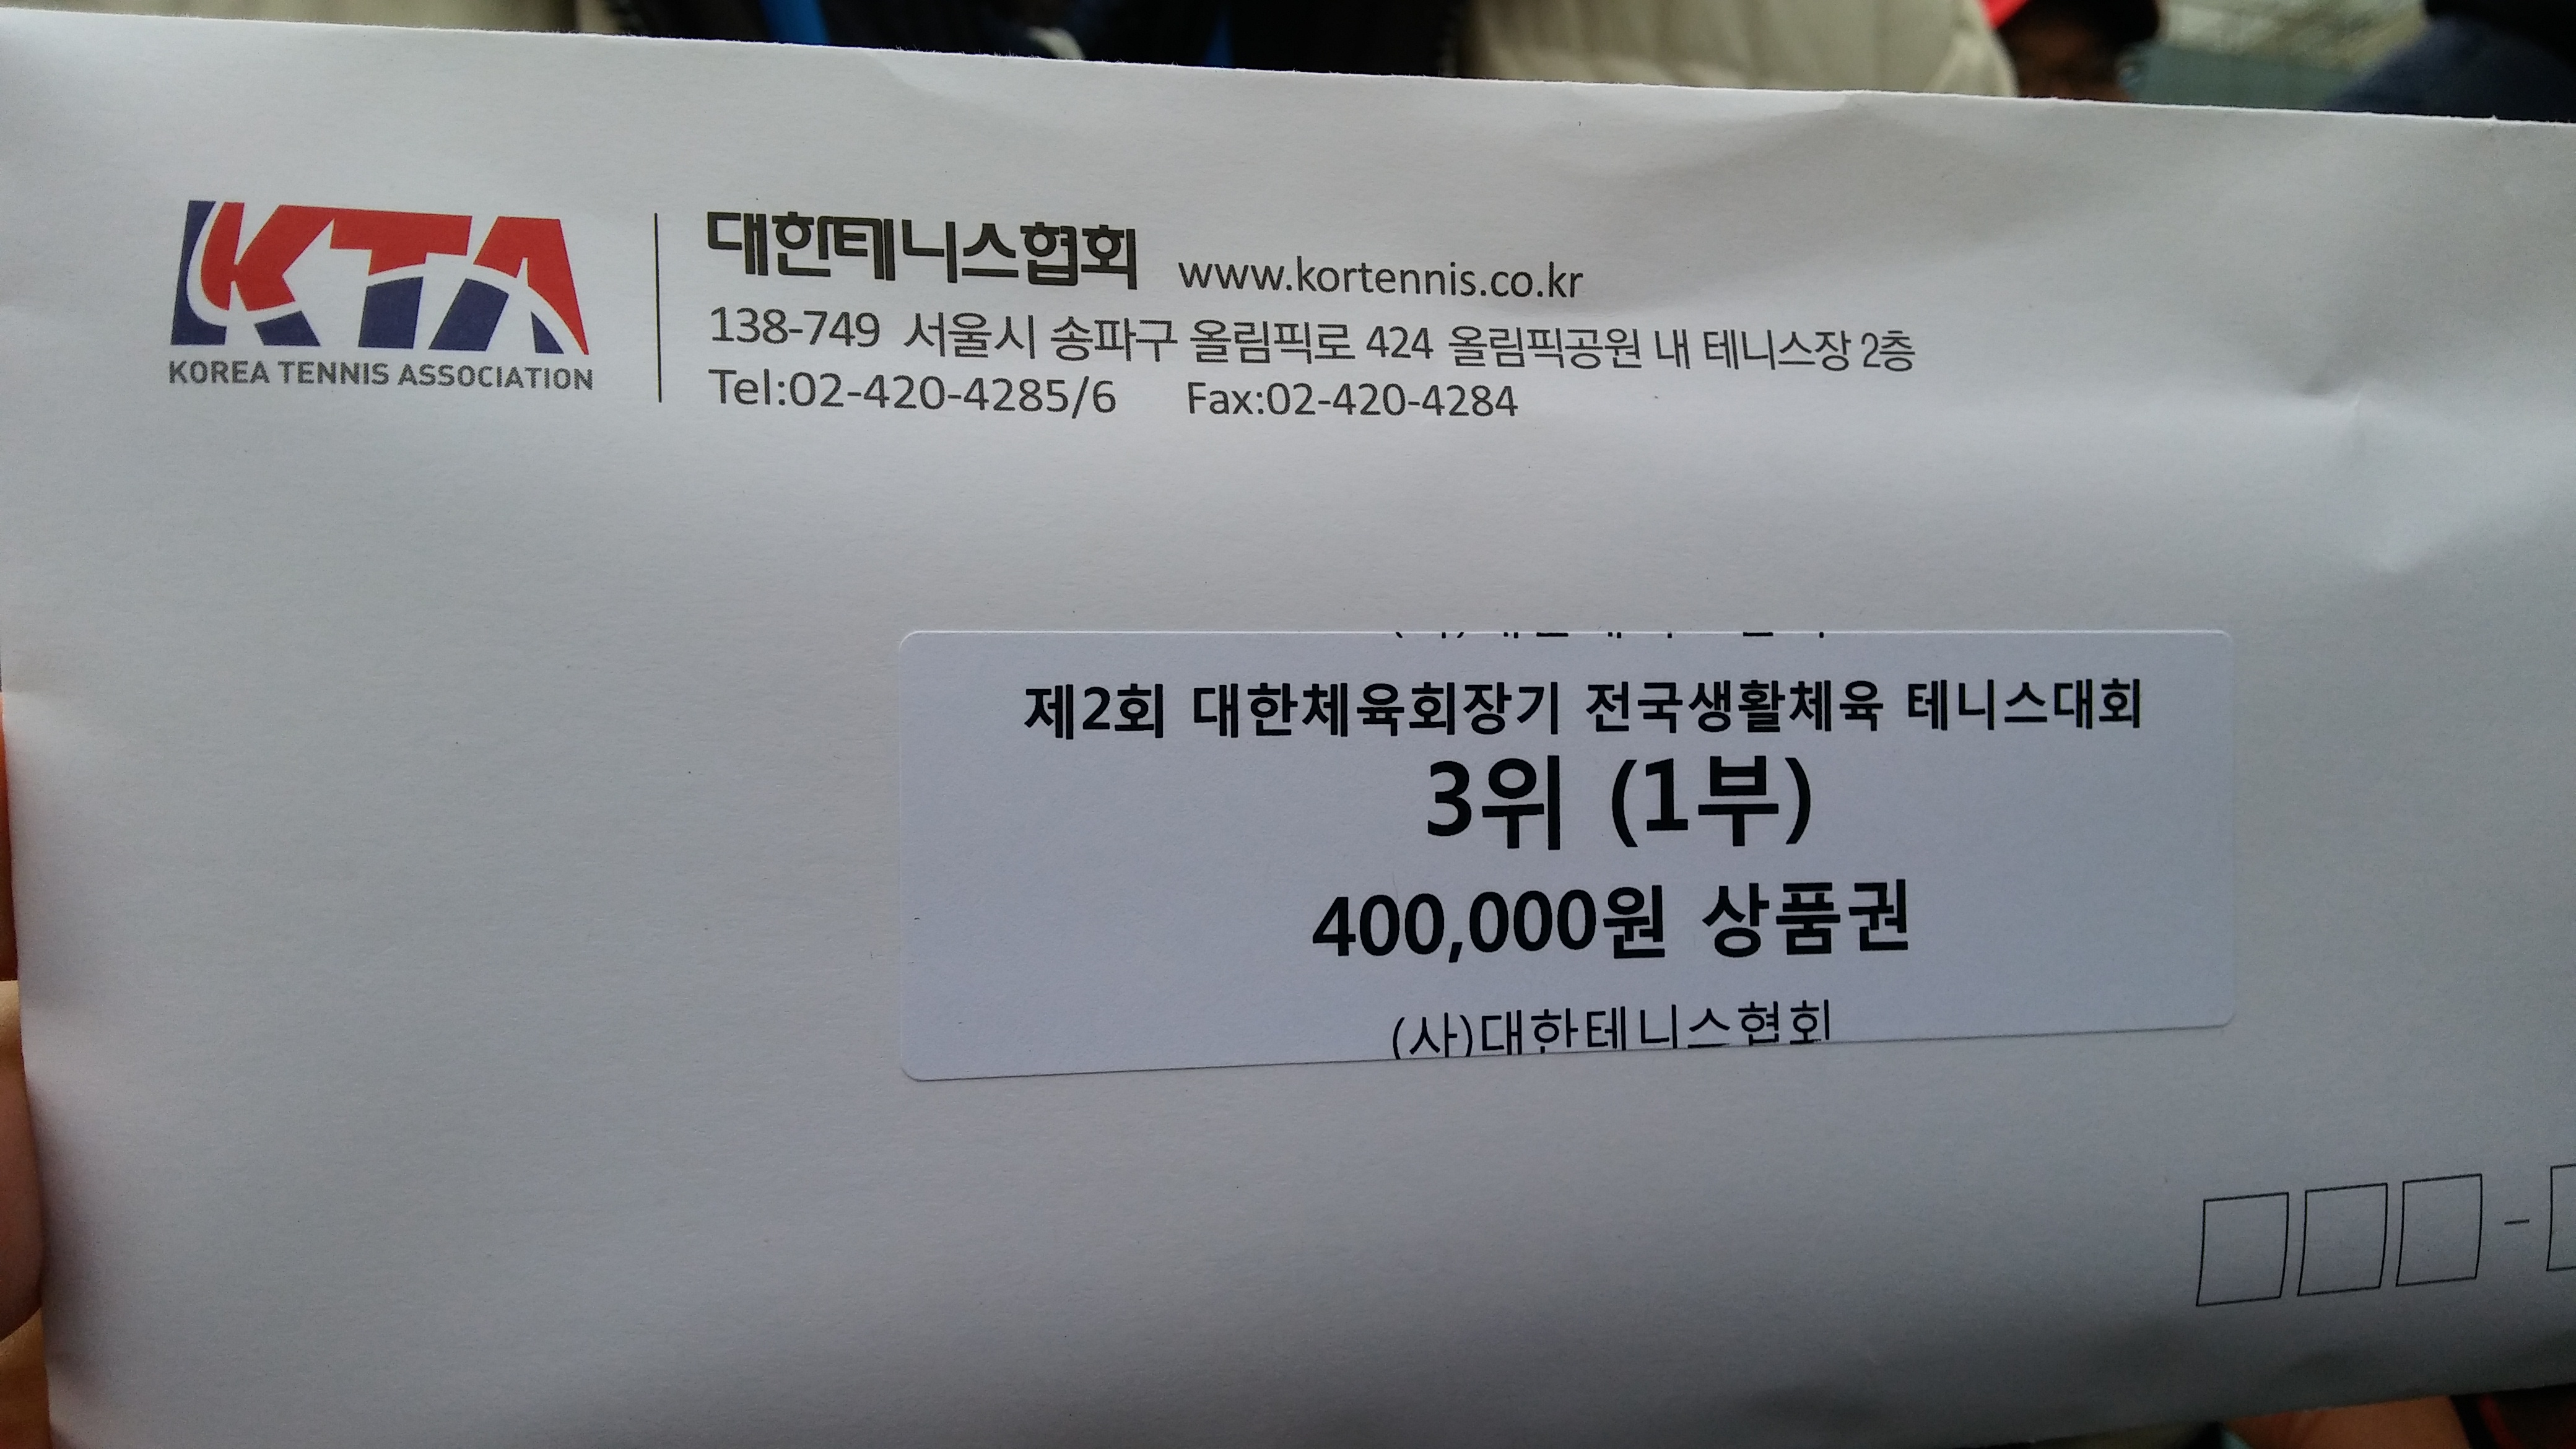 KTA
KOREA TENNIS ASSOCIATION
대한테니스협회 www.kortennis.co.kr
138-749 서울시 송파구 올림픽로 424 올림픽공원 내 테니스장 2층
Tel:02-420-4285/6 Fax:02-420-4284
제2회 대한체육회장기 전국생활체육 테니스대회
3위 (1부)
400,000원 상품권
(사)대한테니스협회